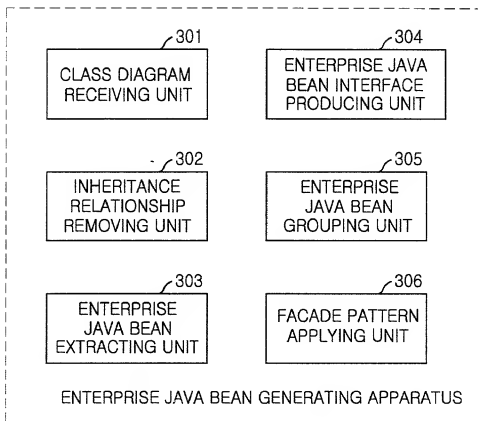 301
CLASS DIAGRAM
RECEIVING UNIT
302
INHERITANCE
RELATIONSHIP
REMOVING UNIT
303
ENTERPRISE
JAVA BEAN
EXTRACTING UNIT
304
ENTERPRISE JAVA
BEAN INTERFACE
PRODUCING UNIT
305
ENTERPRISE
JAVA BEAN
GROUPING UNIT
306
FACADE PATTERN
APPLYING UNIT
ENTERPRISE JAVA BEAN GENERATING APPARATUS